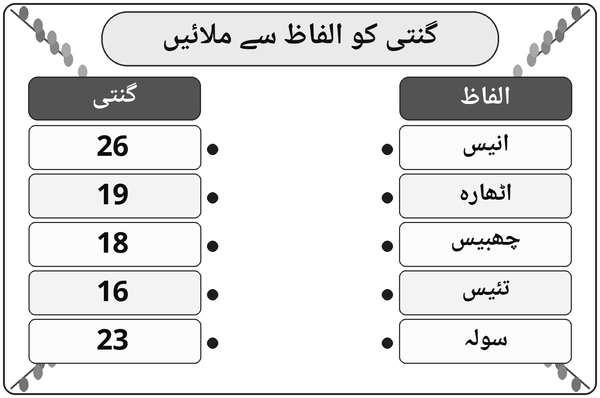 گنتی کو الفاظ سے ملائیں
الفاظ گنتی
انیس 26
اٹھارہ 19
چھبیس 18
تئیس 16
سولہ 23